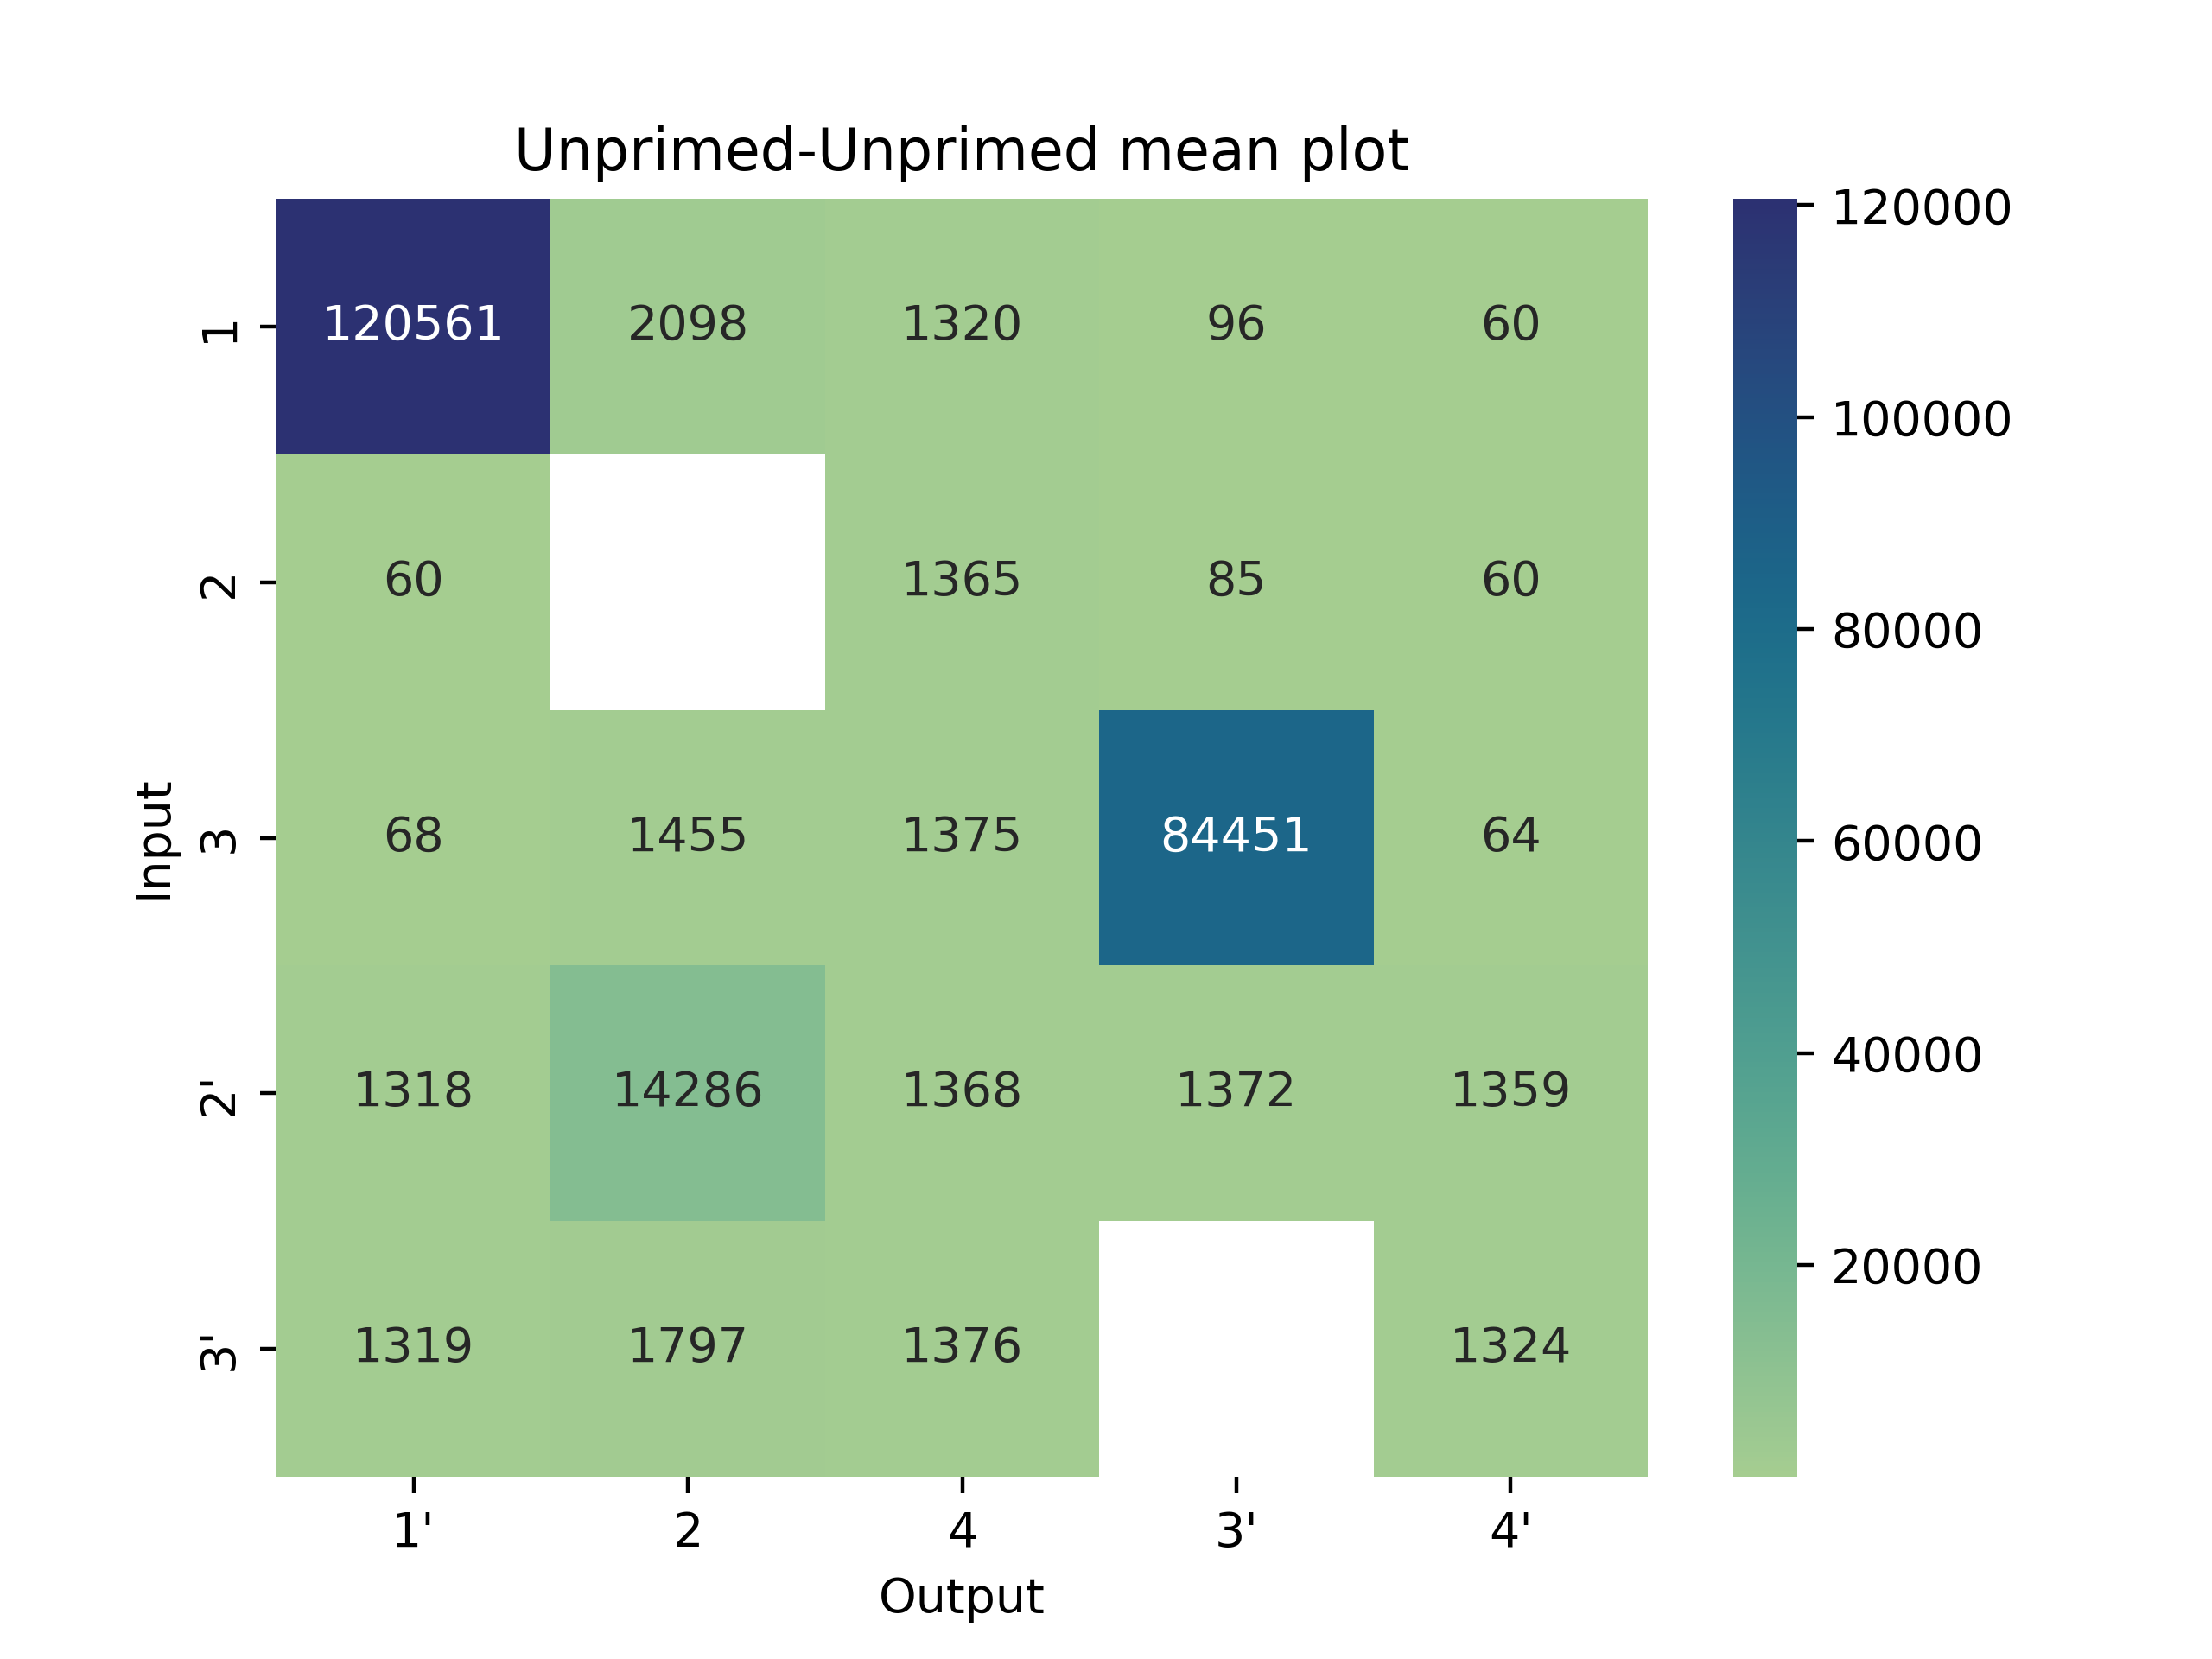 Unprimed-Unprimed mean plot
1 120561 2098 1320 96 60
2 60 1365 85 60
3 68 1455 1375 84451 64
2' 1318 14286 1368 1372 1359
3' 1319 1797 1376 1324
1' 2 4 3' 4'
Output
Input
120000
100000
80000
60000
40000
20000